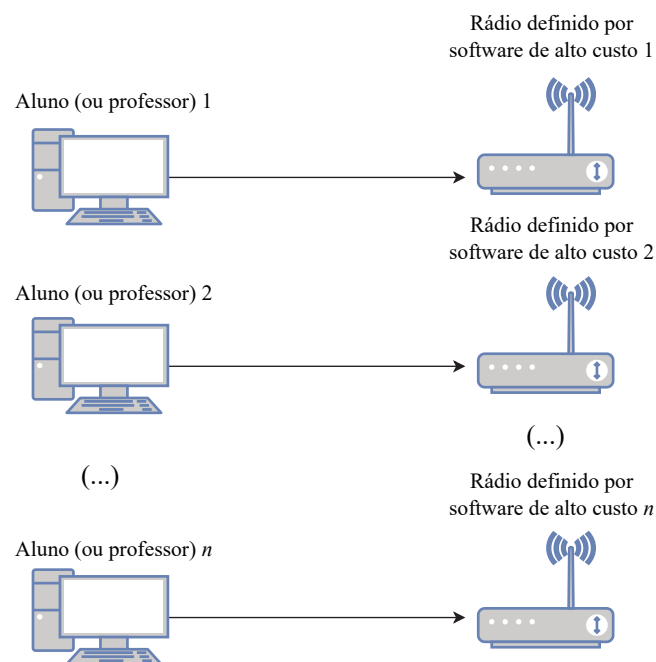 Rádio definido por
software de alto custo 1
Aluno (ou professor) 1
Rádio definido por
software de alto custo 2
Aluno (ou professor) 2
(...)
(...)
Rádio definido por
software de alto custo n
Aluno (ou professor) n